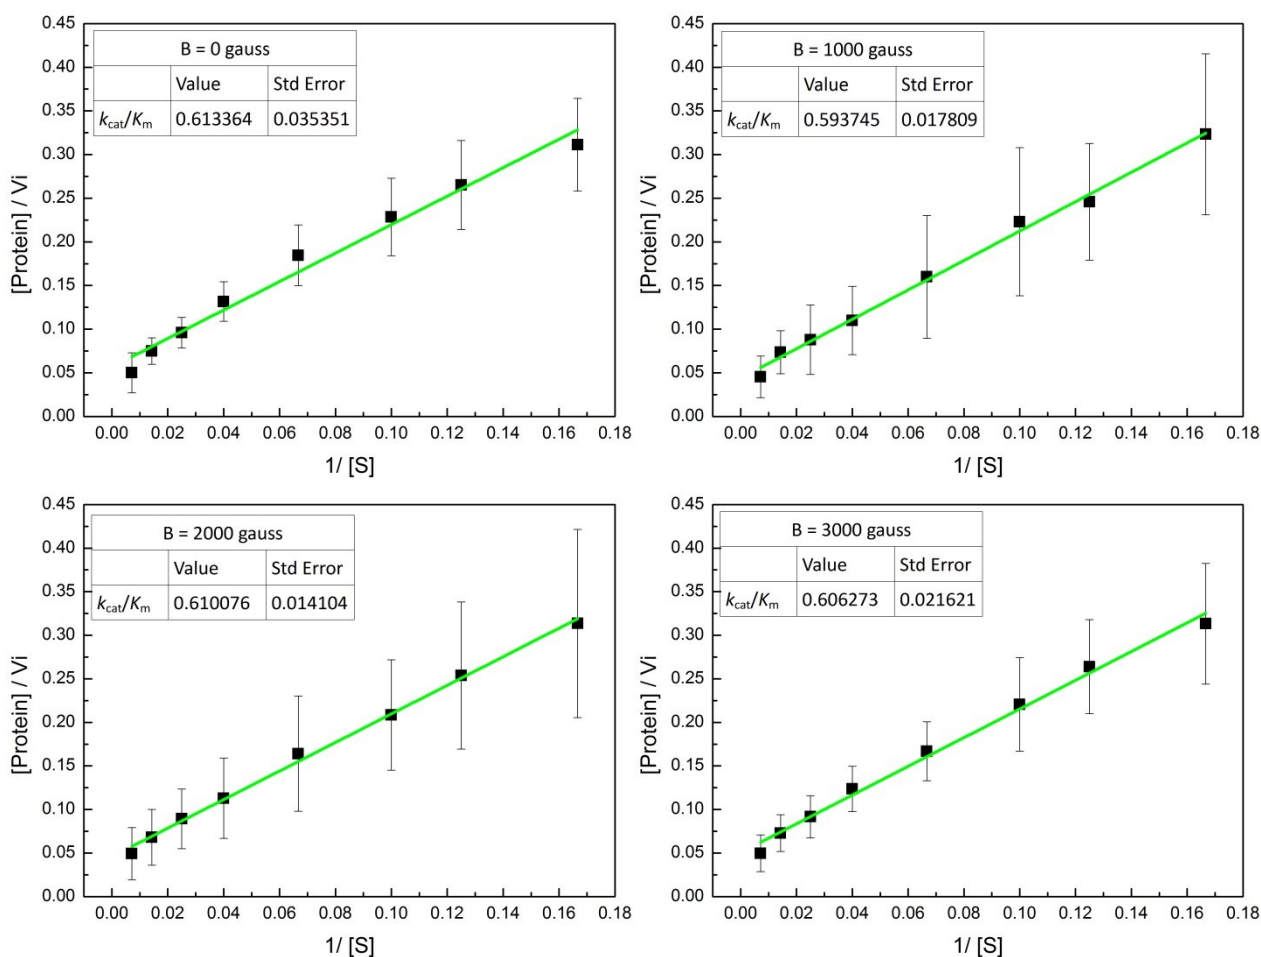 B = 0 gauss
Value Std Error
kcat/Km 0.613364 0.035351
0.45
0.40
0.35
0.30
0.25
0.20
0.15
0.10
0.05
0.00
[Protein] / Vi
0.00 0.02 0.04 0.06 0.08 0.10 0.12 0.14 0.16 0.18
1/ [S]
B = 1000 gauss
Value Std Error
kcat/Km 0.593745 0.017809
0.45
0.40
0.35
0.30
0.25
0.20
0.15
0.10
0.05
0.00
[Protein] / Vi
0.00 0.02 0.04 0.06 0.08 0.10 0.12 0.14 0.16 0.18
1/ [S]
B = 2000 gauss
Value Std Error
kcat/Km 0.610076 0.014104
0.45
0.40
0.35
0.30
0.25
0.20
0.15
0.10
0.05
0.00
[Protein] / Vi
0.00 0.02 0.04 0.06 0.08 0.10 0.12 0.14 0.16 0.18
1/ [S]
B = 3000 gauss
Value Std Error
kcat/Km 0.606273 0.021621
0.45
0.40
0.35
0.30
0.25
0.20
0.15
0.10
0.05
0.00
[Protein] / Vi
0.00 0.02 0.04 0.06 0.08 0.10 0.12 0.14 0.16 0.18
1/ [S]